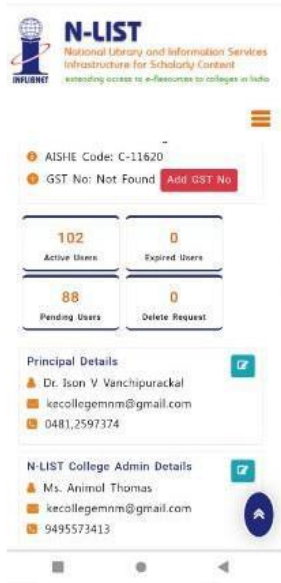 N-LIST
National Library and Information Services
Infrastructure for Scholarly Content
extending access to e-Resources to colleges in India
INFLIBNET
AISHE Code: C-11620
GST No: Not Found Add GST No
102
Active Users
0
Expired Users
88
Pending Users
0
Delete Request
Principal Details
Dr. Ison V Vanchipurackal
kecollegemnm@gmail.com
0481,2597374
N-LIST College Admin Details
Ms. Animol Thomas
kecollegemnm@gmail.com
9495573413